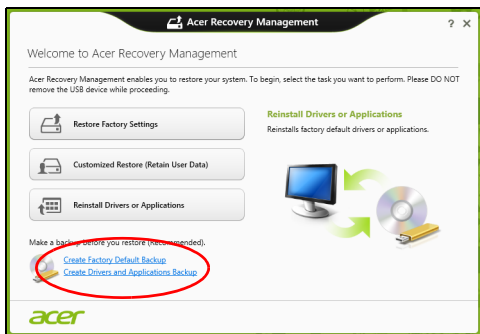 Acer Recovery Management
? ×
Welcome to Acer Recovery Management
Acer Recovery Management enables you to restore your system. To begin, select the task you want to perform. Please DO NOT
remove the USB device while proceeding.
Restore Factory Settings
Customized Restore (Retain User Data)
Reinstall Drivers or Applications
Reinstall Drivers or Applications
Reinstalls factory default drivers or applications.
Make a backup before you restore (Recommended).
Create Factory Default Backup
Create Drivers and Applications Backup
acer